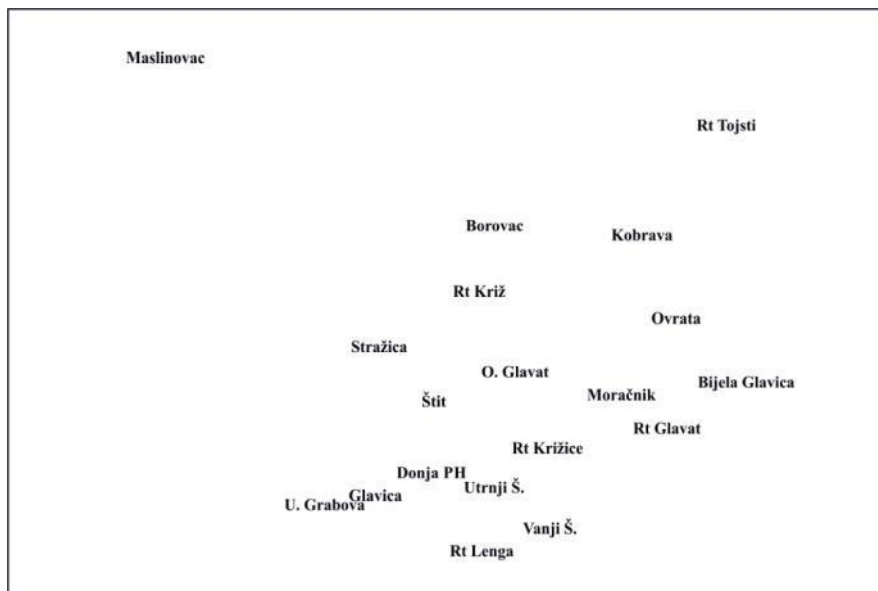 Maslinovac
Rt Tojsti
Borovac
Kobrava
Rt Križ
Ovrata
Stražica
O. Glavat
Bijela Glavica
Moračnik
Štit
Rt Glavat
Rt Križice
Donja PH
Utrnji Š.
Glavica
U. Grabova
Vanji Š.
Rt Lenga